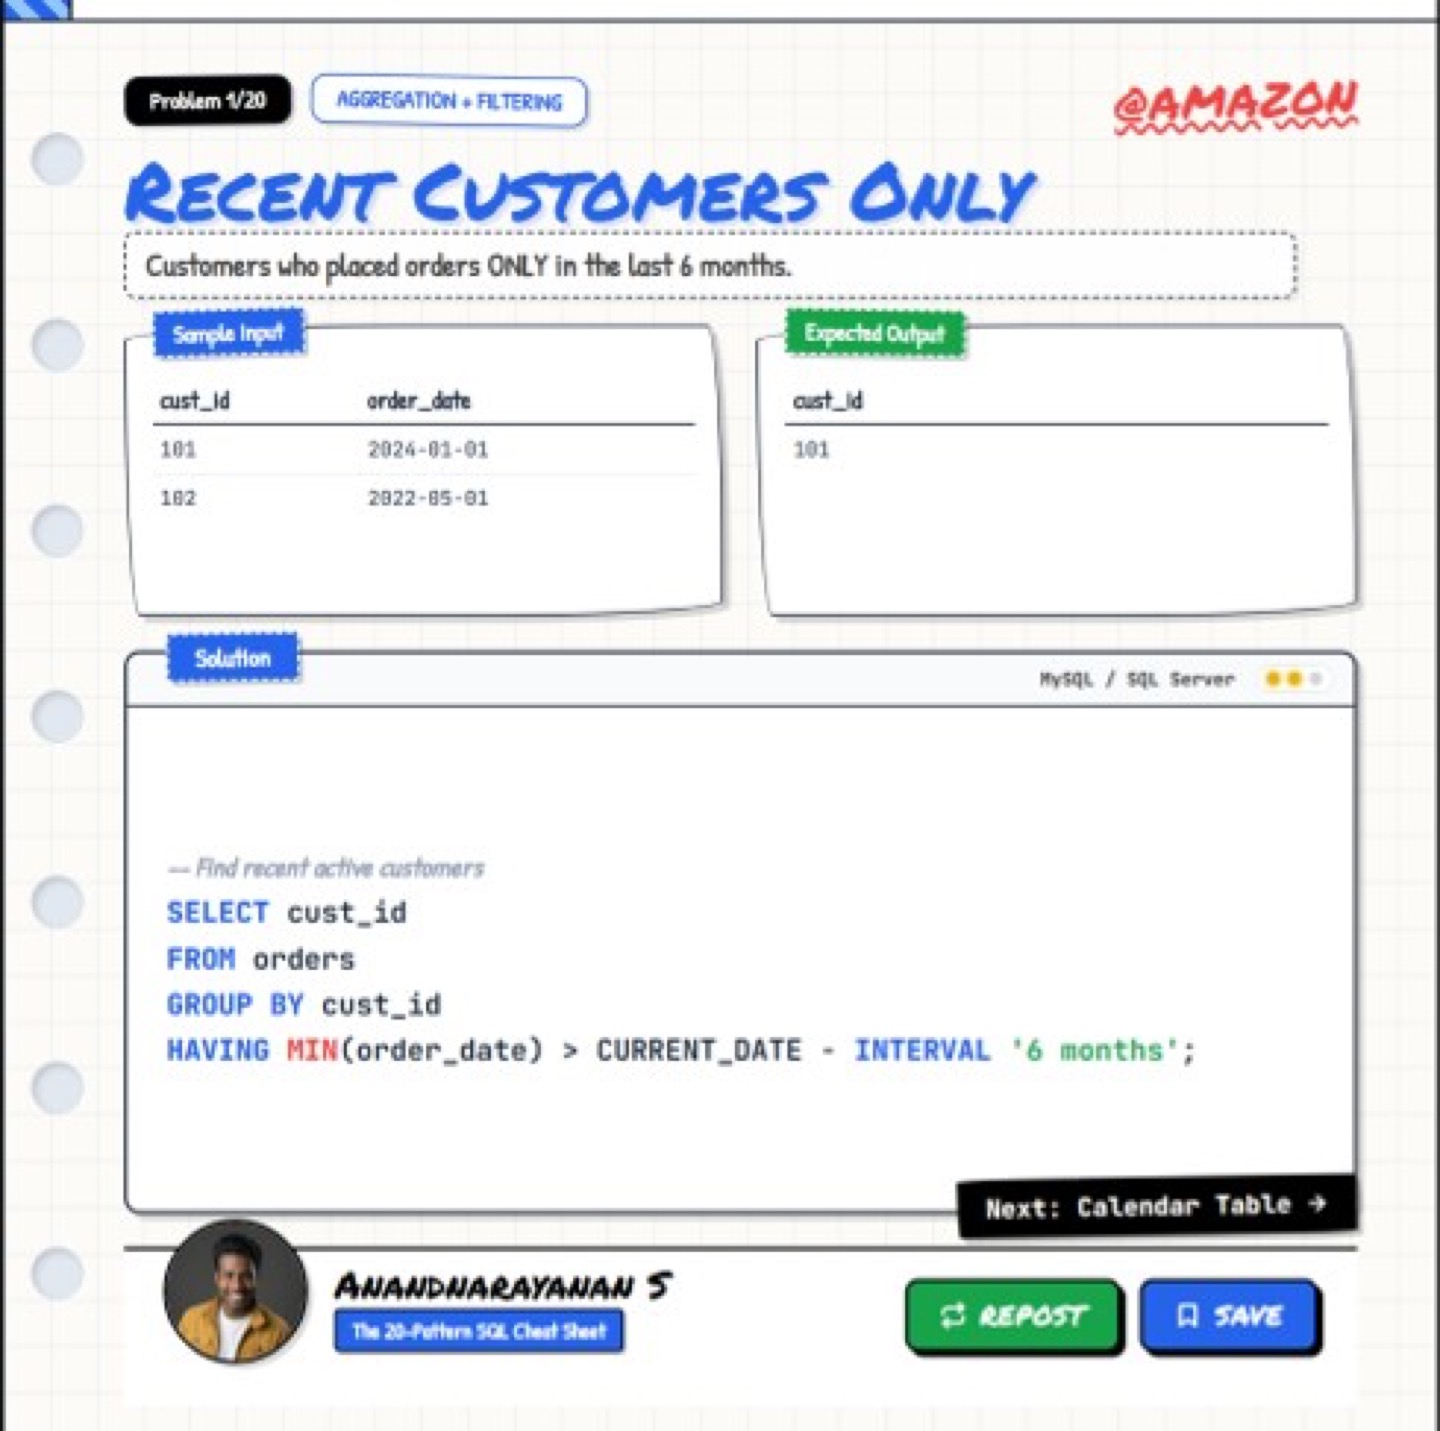 Problem 1/20
AGGREGATION + FILTERING
@AMAZON
RECENT CUSTOMERS ONLY
Customers who placed orders ONLY in the last 6 months.
Sample Input
cust_id order_date
101 2024-01-01
102 2022-05-01
Expected Output
cust_id
101
Solution
MySQL / SQL Server
-- Find recent active customers
SELECT cust_id
FROM orders
GROUP BY cust_id
HAVING MIN(order_date) > CURRENT_DATE - INTERVAL '6 months';
Next: Calendar Table →
ANANDNARAYANAN S
The 20-Pattern SQL Cheat Sheet
REPOST
SAVE